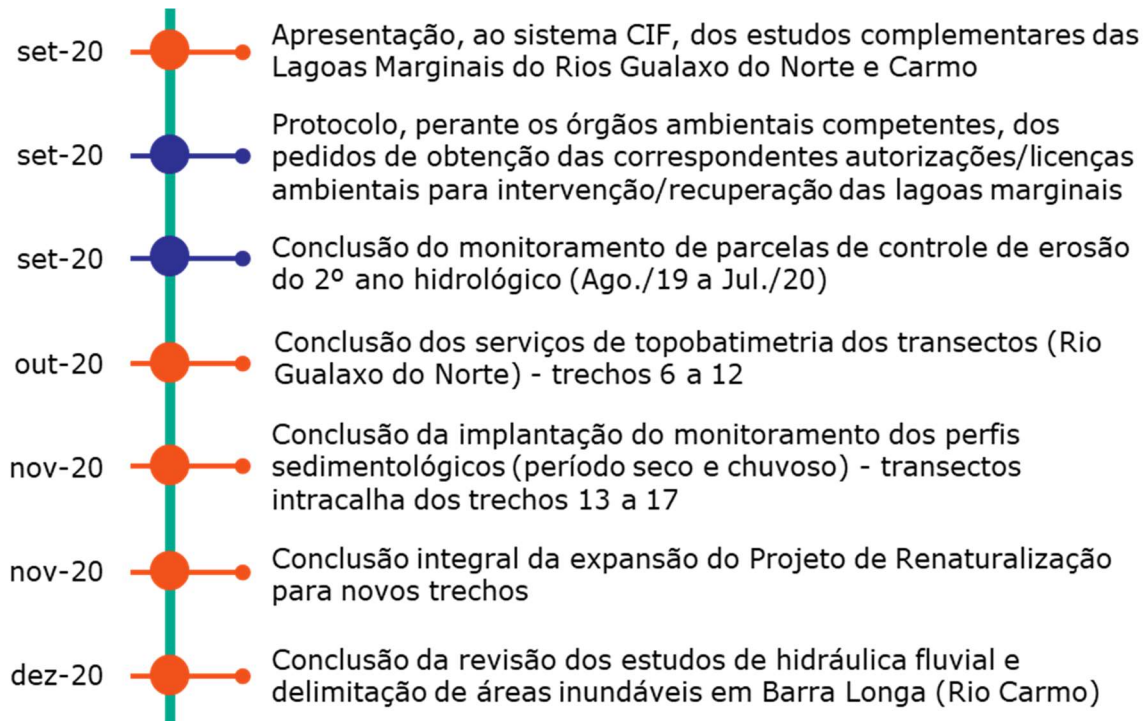 set-20
Apresentação, ao sistema CIF, dos estudos complementares das
Lagoas Marginais do Rios Gualaxo do Norte e Carmo
set-20
Protocolo, perante os órgãos ambientais competentes, dos
pedidos de obtenção das correspondentes autorizações/licenças
ambientais para intervenção/recuperação das lagoas marginais
set-20
Conclusão do monitoramento de parcelas de controle de erosão
do 2º ano hidrológico (Ago./19 a Jul./20)
out-20
Conclusão dos serviços de topobatimetria dos transectos (Rio
Gualaxo do Norte) - trechos 6 a 12
nov-20
Conclusão da implantação do monitoramento dos perfis
sedimentológicos (período seco e chuvoso) - transectos
intracalha dos trechos 13 a 17
nov-20
Conclusão integral da expansão do Projeto de Renaturalização
para novos trechos
dez-20
Conclusão da revisão dos estudos de hidráulica fluvial e
delimitação de áreas inundáveis em Barra Longa (Rio Carmo)